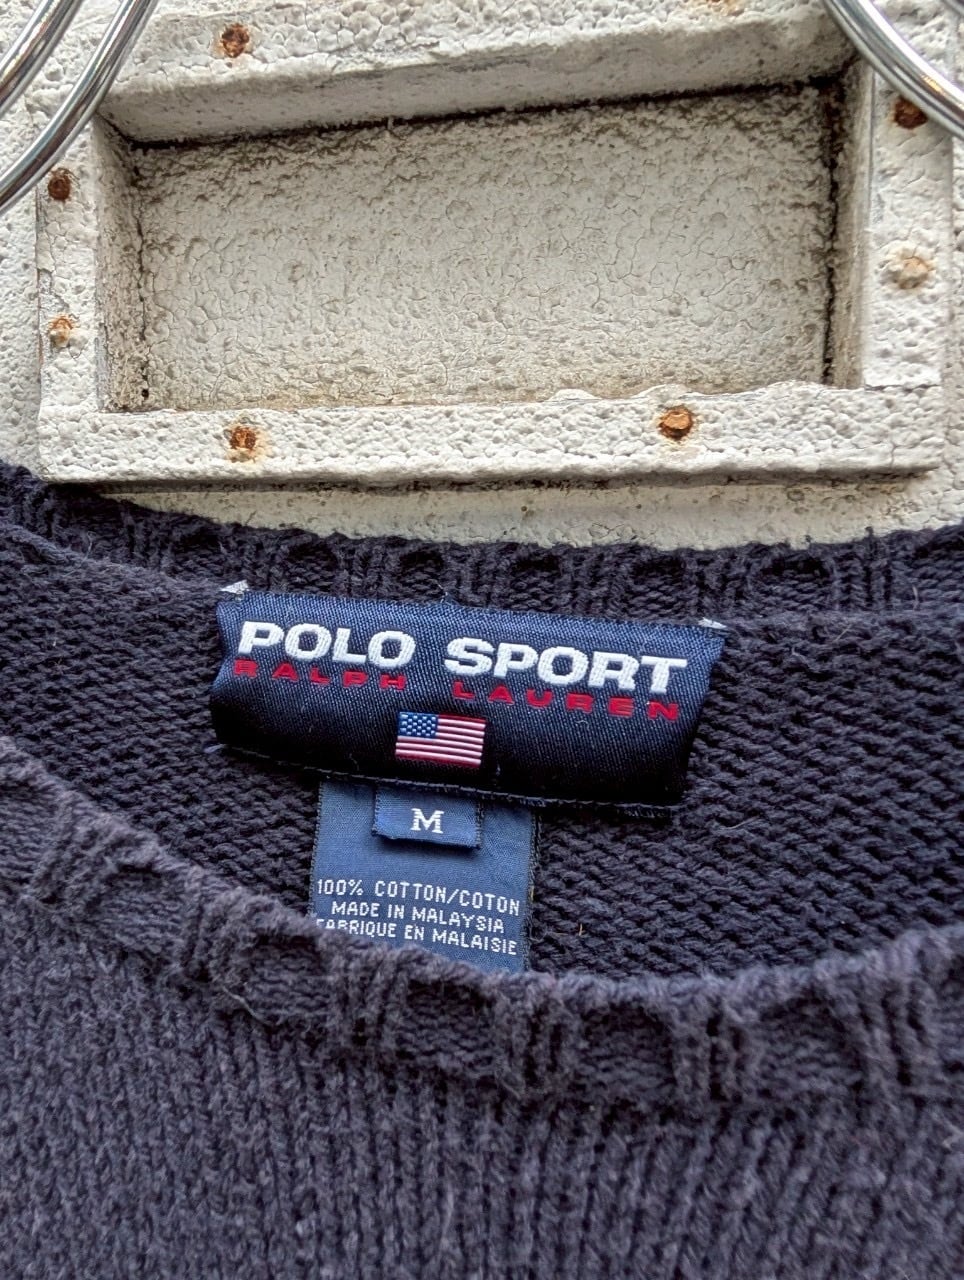 POLO SPORT
RALPH LAUREN
M
100% COTTON/COTON
MADE IN MALAYSIA
FABRIQUE EN MALAISIE